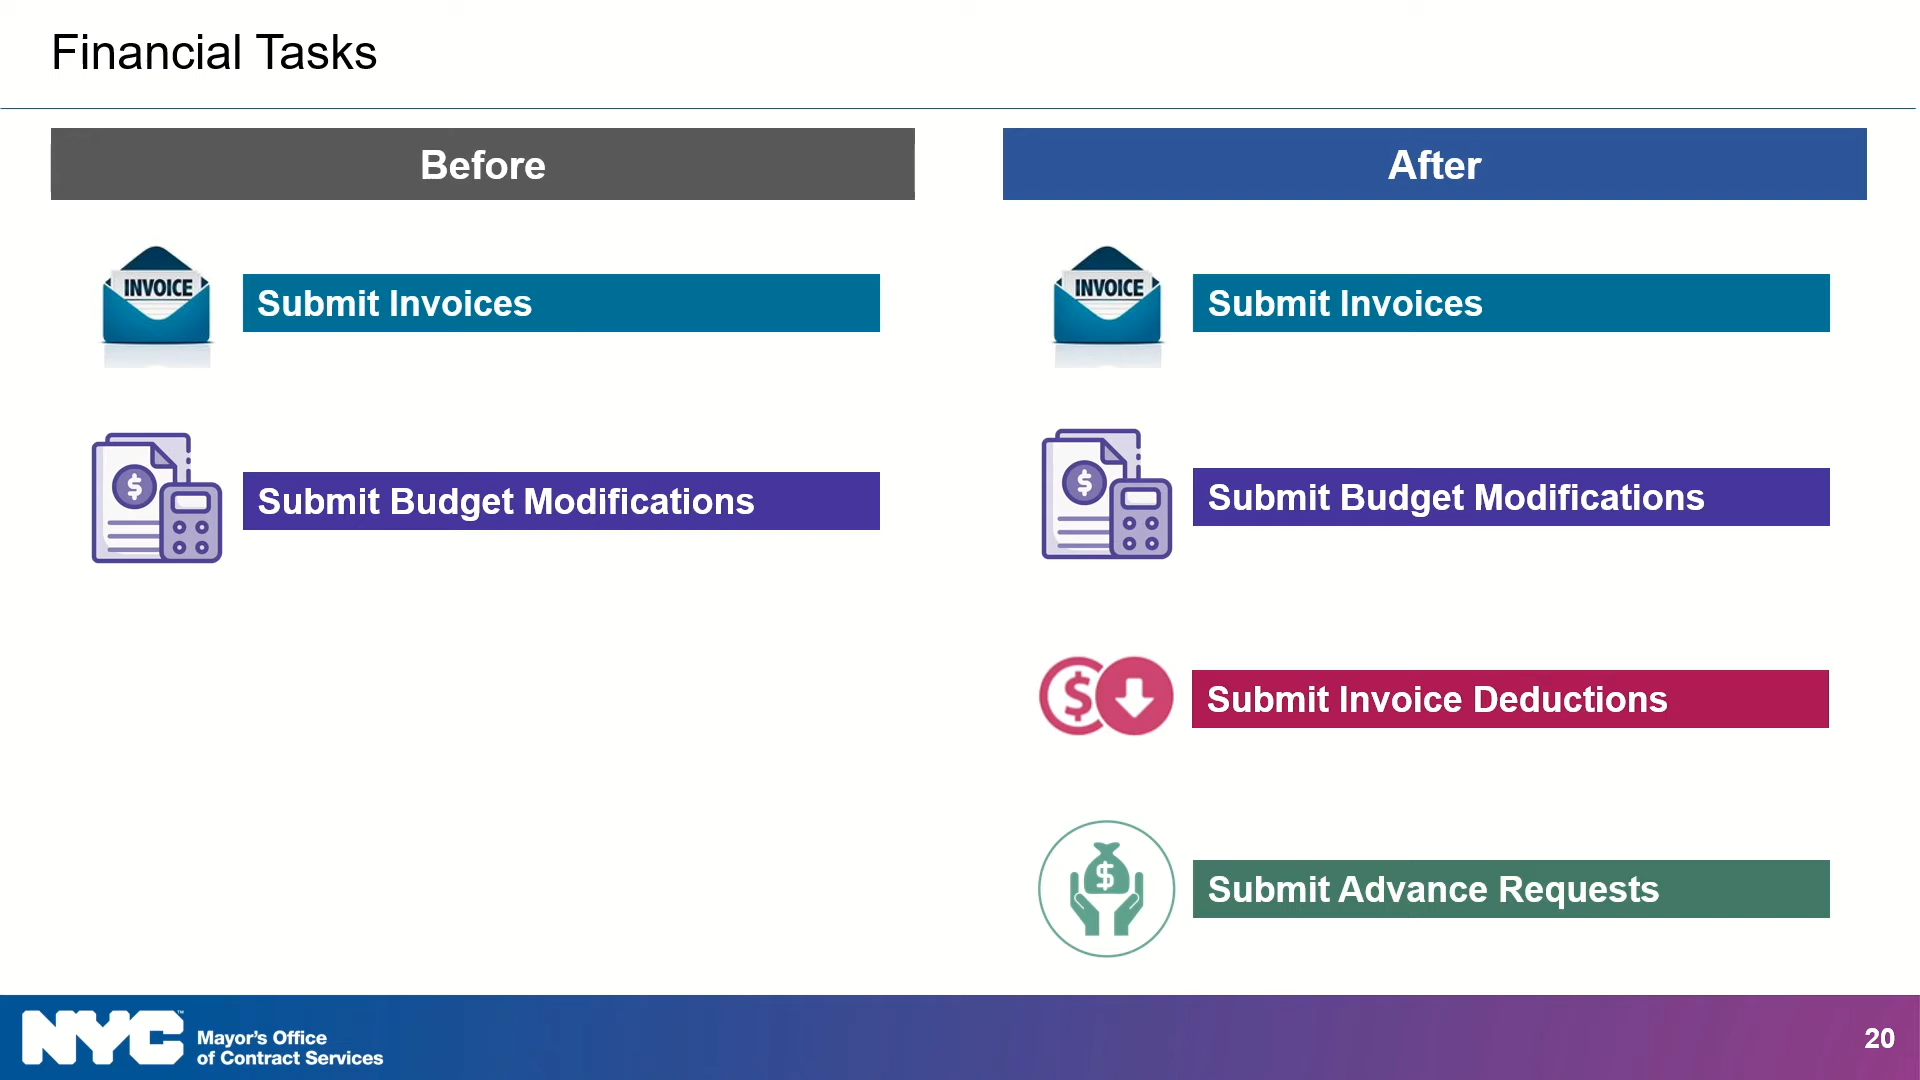 Financial Tasks
Before
INVOICE
Submit Invoices
$
Submit Budget Modifications
After
INVOICE
Submit Invoices
$
Submit Budget Modifications
$
Submit Invoice Deductions
$
Submit Advance Requests
NYC™
Mayor's Office
of Contract Services
20